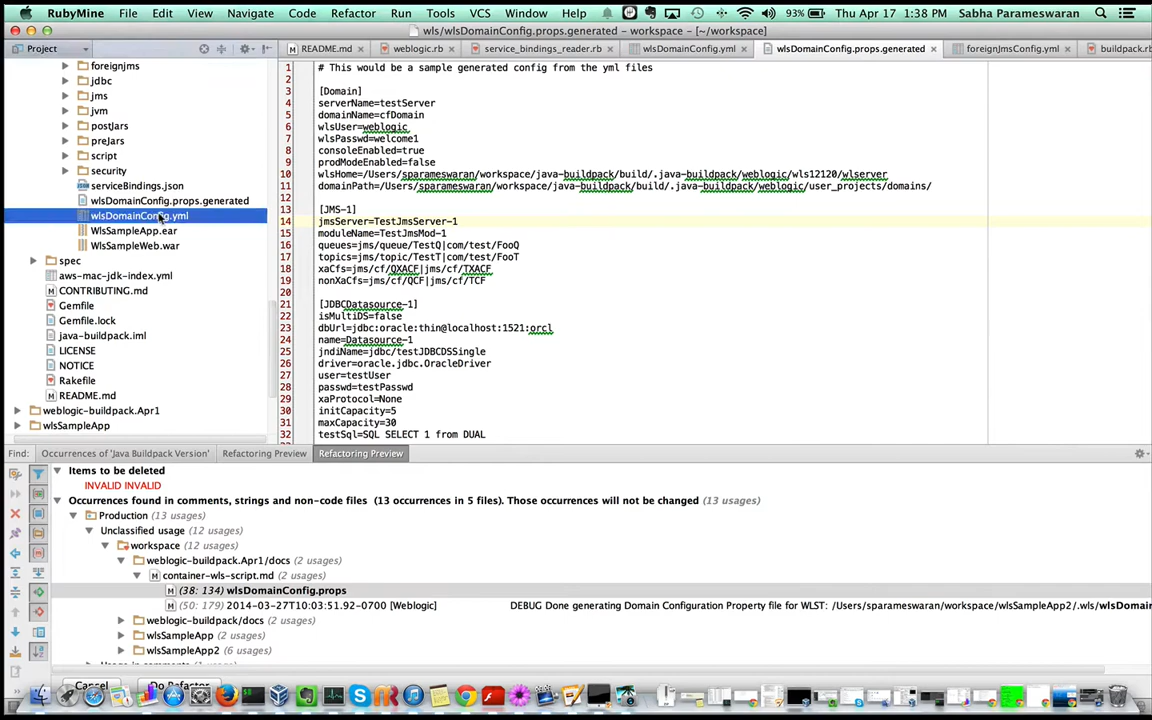 RubyMine File Edit View Navigate Code Refactor Run Tools VCS Window Help 93% Thu Apr 17 1:38 PM Sabha Parameswaran
wls/wlsDomainConfig.props.generated - workspace - [~/workspace]
Project README.md weblogic.rb service_bindings_reader.rb wlsDomainConfig.yml wlsDomainConfig.props.generated foreignJmsConfig.yml buildpack.rb
foreignjms
jdbc
jms
jvm
postJars
preJars
script
security
serviceBindings.json
wlsDomainConfig.props.generated
wlsDomainConfig.yml
WlsSampleApp.ear
WlsSampleWeb.war
spec
aws-mac-jdk-index.yml
CONTRIBUTING.md
Gemfile
Gemfile.lock
java-buildpack.iml
LICENSE
NOTICE
Rakefile
README.md
weblogic-buildpack.Apr1
wlsSampleApp
1 # This would be a sample generated config from the yml files
2
3 [Domain]
4 serverName=testServer
5 domainName=cfDomain
6 wlsUser=weblogic
7 wlsPasswd=welcome1
8 consoleEnabled=true
9 prodModeEnabled=false
10 wlsHome=/Users/sparameswaran/workspace/java-buildpack/build/.java-buildpack/weblogic/wls12120/wlserver
11 domainPath=/Users/sparameswaran/workspace/java-buildpack/build/.java-buildpack/weblogic/user_projects/domains/
12
13 [JMS-1]
14 jmsServer=TestJmsServer-1
15 moduleName=TestJmsMod-1
16 queues=jms/queue/TestQ|com/test/FooQ
17 topics=jms/topic/TestT|com/test/FooT
18 xaCfs=jms/cf/QXACF|jms/cf/TXACF
19 nonXaCfs=jms/cf/QCF|jms/cf/TCF
20
21 [JDBCDatasource-1]
22 isMultiDS=false
23 dbUrl=jdbc:oracle:thin@localhost:1521:orcl
24 name=Datasource-1
25 jndiName=jdbc/testJDBCDSSingle
26 driver=oracle.jdbc.OracleDriver
27 user=testUser
28 passwd=testPasswd
29 xaProtocol=None
30 initCapacity=5
31 maxCapacity=30
32 testSql=SQL SELECT 1 from DUAL
Find: Occurrences of 'Java Buildpack Version' Refactoring Preview Refactoring Preview
Items to be deleted
INVALID INVALID
Occurrences found in comments, strings and non-code files (13 occurrences in 5 files). Those occurrences will not be changed (13 usages)
Production (13 usages)
Unclassified usage (12 usages)
workspace (12 usages)
weblogic-buildpack.Apr1/docs (2 usages)
container-wls-script.md (2 usages)
(38: 134) wlsDomainConfig.props
(50: 179) 2014-03-27T10:03:51.92-0700 [Weblogic] DEBUG Done generating Domain Configuration Property file for WLST: /Users/sparameswaran/workspace/wlsSampleApp2/.wls/wlsDomain
weblogic-buildpack/docs (2 usages)
wlsSampleApp (2 usages)
wlsSampleApp2 (6 usages)
Cancel Do Refactor